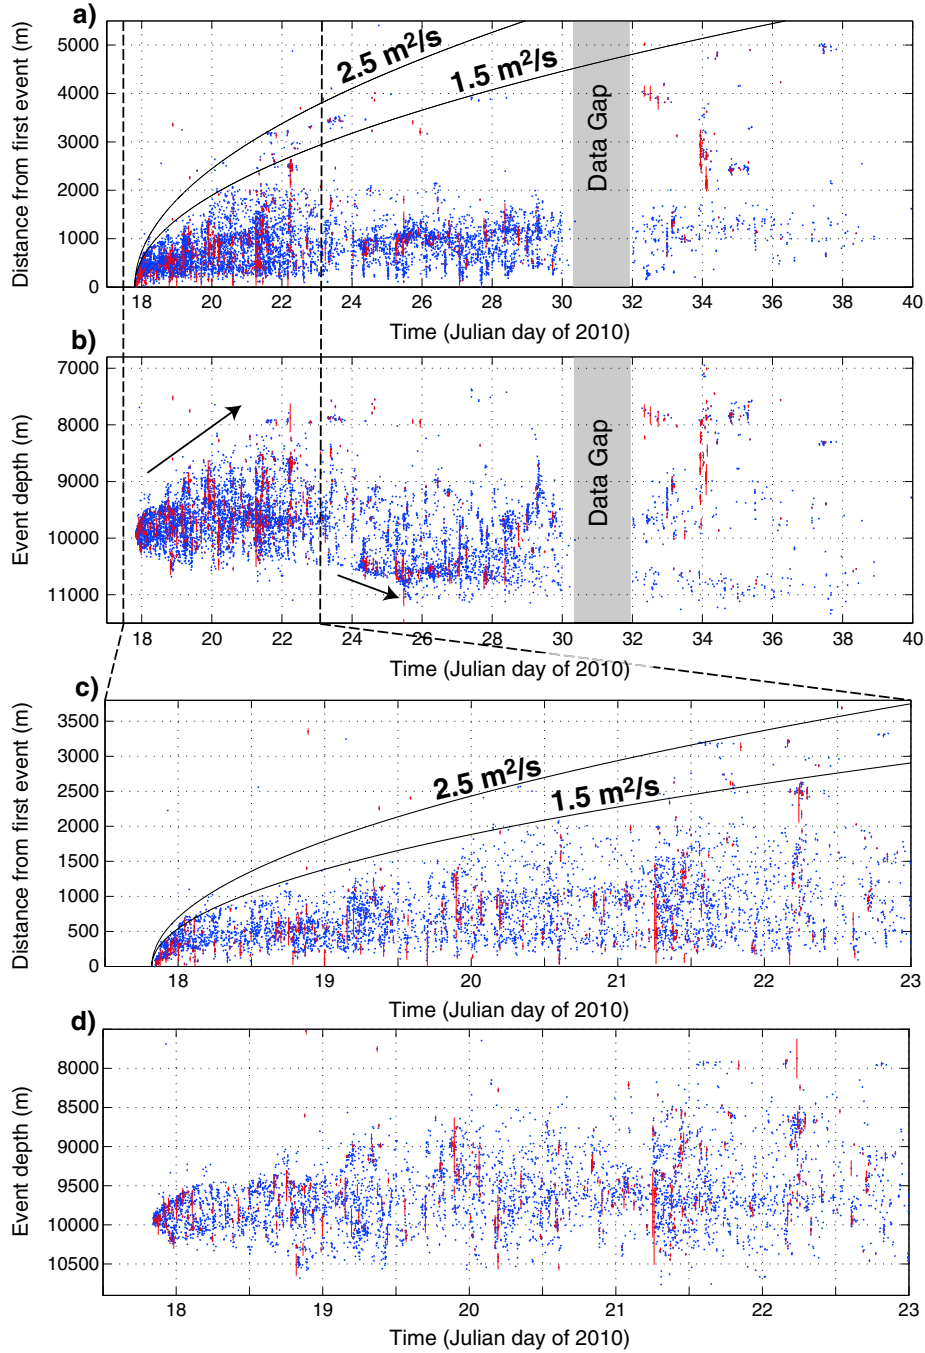 a)
Distance from first event (m)
5000
4000
3000
2000
1000
0
2.5 m²/s
1.5 m²/s
Data Gap
18 20 22 24 26 28 30 32 34 36 38 40
Time (Julian day of 2010)
b)
Event depth (m)
7000
8000
9000
10000
11000
Data Gap
18 20 22 24 26 28 30 32 34 36 38 40
Time (Julian day of 2010)
c)
Distance from first event (m)
3500
3000
2500
2000
1500
1000
500
0
2.5 m²/s
1.5 m²/s
18 19 20 21 22 23
Time (Julian day of 2010)
d)
Event depth (m)
8000
8500
9000
9500
10000
10500
18 19 20 21 22 23
Time (Julian day of 2010)